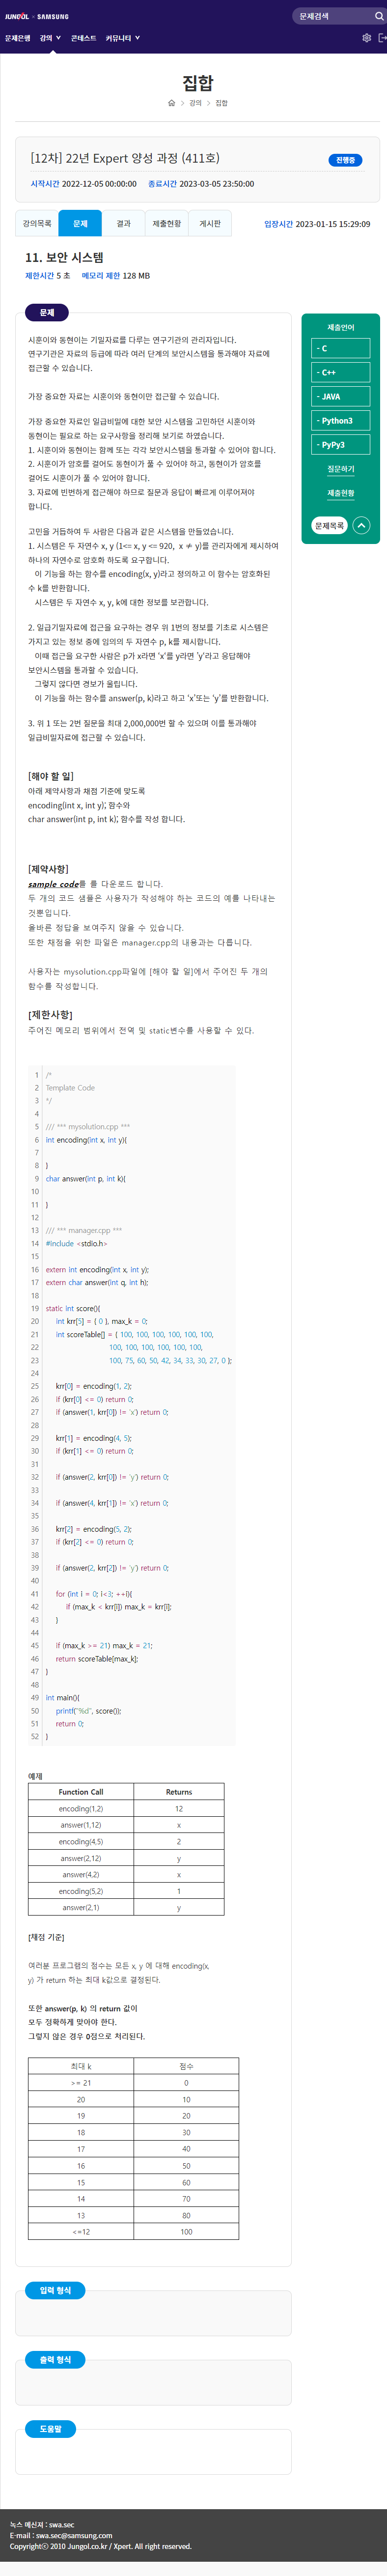 JUNGOL × SAMSUNG
문제검색
문제은행 강의 콘테스트 커뮤니티
집합
강의 집합
[12차] 22년 Expert 양성 과정 (411호)
진행중
시작시간 2022-12-05 00:00:00 종료시간 2023-03-05 23:50:00
강의목록 문제 결과 제출현황 게시판
입장시간 2023-01-15 15:29:09
11. 보안 시스템
제한시간 5 초 메모리 제한 128 MB
문제
시훈이와 동현이는 기밀자료를 다루는 연구기관의 관리자입니다.
연구기관은 자료의 등급에 따라 여러 단계의 보안시스템을 통과해야 자료에
접근할 수 있습니다.
가장 중요한 자료는 시훈이와 동현이만 접근할 수 있습니다.
가장 중요한 자료인 일급비밀에 대한 보안 시스템을 고민하던 시훈이와
동현이는 필요로 하는 요구사항을 정리해 보기로 하였습니다.
1. 시훈이와 동현이는 함께 또는 각각 보안시스템을 통과할 수 있어야 합니다.
2. 시훈이가 암호를 걸어도 동현이가 풀 수 있어야 하고, 동현이가 암호를
걸어도 시훈이가 풀 수 있어야 합니다.
3. 자료에 빈번하게 접근해야 하므로 질문과 응답이 빠르게 이루어져야
합니다.
고민을 거듭하여 두 사람은 다음과 같은 시스템을 만들었습니다.
1. 시스템은 두 자연수 x, y (1<= x, y <= 920, x ≠ y)를 관리자에게 제시하여
하나의 자연수로 암호화 하도록 요구합니다.
이 기능을 하는 함수를 encoding(x, y)라고 정의하고 이 함수는 암호화된
수 k를 반환합니다.
시스템은 두 자연수 x, y, k에 대한 정보를 보관합니다.
2. 일급기밀자료에 접근을 요구하는 경우 위 1번의 정보를 기초로 시스템은
가지고 있는 정보 중에 임의의 두 자연수 p, k를 제시합니다.
이때 접근을 요구한 사람은 p가 x라면 'x'를 y라면 'y'라고 응답해야
보안시스템을 통과할 수 있습니다.
그렇지 않다면 경보가 울립니다.
이 기능을 하는 함수를 answer(p, k)라고 하고 'x'또는 'y'를 반환합니다.
3. 위 1 또는 2번 질문을 최대 2,000,000번 할 수 있으며 이를 통과해야
일급비밀자료에 접근할 수 있습니다.
[해야 할 일]
아래 제약사항과 채점 기준에 맞도록
encoding(int x, int y); 함수와
char answer(int p, int k); 함수를 작성 합니다.
[제약사항]
sample code를 를 다운로드 합니다.
두 개의 코드 샘플은 사용자가 작성해야 하는 코드의 예를 나타내는
것뿐입니다.
올바른 정답을 보여주지 않을 수 있습니다.
또한 채점을 위한 파일은 manager.cpp의 내용과는 다릅니다.
사용자는 mysolution.cpp파일에 [해야 할 일]에서 주어진 두 개의
함수를 작성합니다.
[제한사항]
주어진 메모리 범위에서 전역 및 static변수를 사용할 수 있다.
1 /*
2 Template Code
3 */
4
5 /// *** mysolution.cpp ***
6 int encoding(int x, int y){
7
8 }
9 char answer(int p, int k){
10
11 }
12
13 /// *** manager.cpp ***
14 #include <stdio.h>
15
16 extern int encoding(int x, int y);
17 extern char answer(int q, int h);
18
19 static int score(){
20 int krr[5] = { 0 }, max_k = 0;
21 int scoreTable[] = { 100, 100, 100, 100, 100, 100,
22 100, 100, 100, 100, 100, 100,
23 100, 75, 60, 50, 42, 34, 33, 30, 27, 0 };
24
25 krr[0] = encoding(1, 2);
26 if (krr[0] <= 0) return 0;
27 if (answer(1, krr[0]) != 'x') return 0;
28
29 krr[1] = encoding(4, 5);
30 if (krr[1] <= 0) return 0;
31
32 if (answer(2, krr[0]) != 'y') return 0;
33
34 if (answer(4, krr[1]) != 'x') return 0;
35
36 krr[2] = encoding(5, 2);
37 if (krr[2] <= 0) return 0;
38
39 if (answer(2, krr[2]) != 'y') return 0;
40
41 for (int i = 0; i<3; ++i){
42 if (max_k < krr[i]) max_k = krr[i];
43 }
44
45 if (max_k >= 21) max_k = 21;
46 return scoreTable[max_k];
47 }
48
49 int main(){
50 printf("%d", score());
51 return 0;
52 }
예제
Function Call Returns
encoding(1,2) 12
answer(1,12) x
encoding(4,5) 2
answer(2,12) y
answer(4,2) x
encoding(5,2) 1
answer(2,1) y
[채점 기준]
여러분 프로그램의 점수는 모든 x, y 에 대해 encoding(x,
y) 가 return 하는 최대 k값으로 결정된다.
또한 answer(p, k) 의 return 값이
모두 정확하게 맞아야 한다.
그렇지 않은 경우 0점으로 처리된다.
최대 k 점수
>= 21 0
20 10
19 20
18 30
17 40
16 50
15 60
14 70
13 80
<=12 100
제출언어
- C
- C++
- JAVA
- Python3
- PyPy3
질문하기
제출현황
문제목록
입력 형식
출력 형식
도움말
녹스 메신져 : swa.sec
E-mail : swa.sec@samsung.com
Copyrightⓒ 2010 Jungol.co.kr / Xpert. All right reserved.